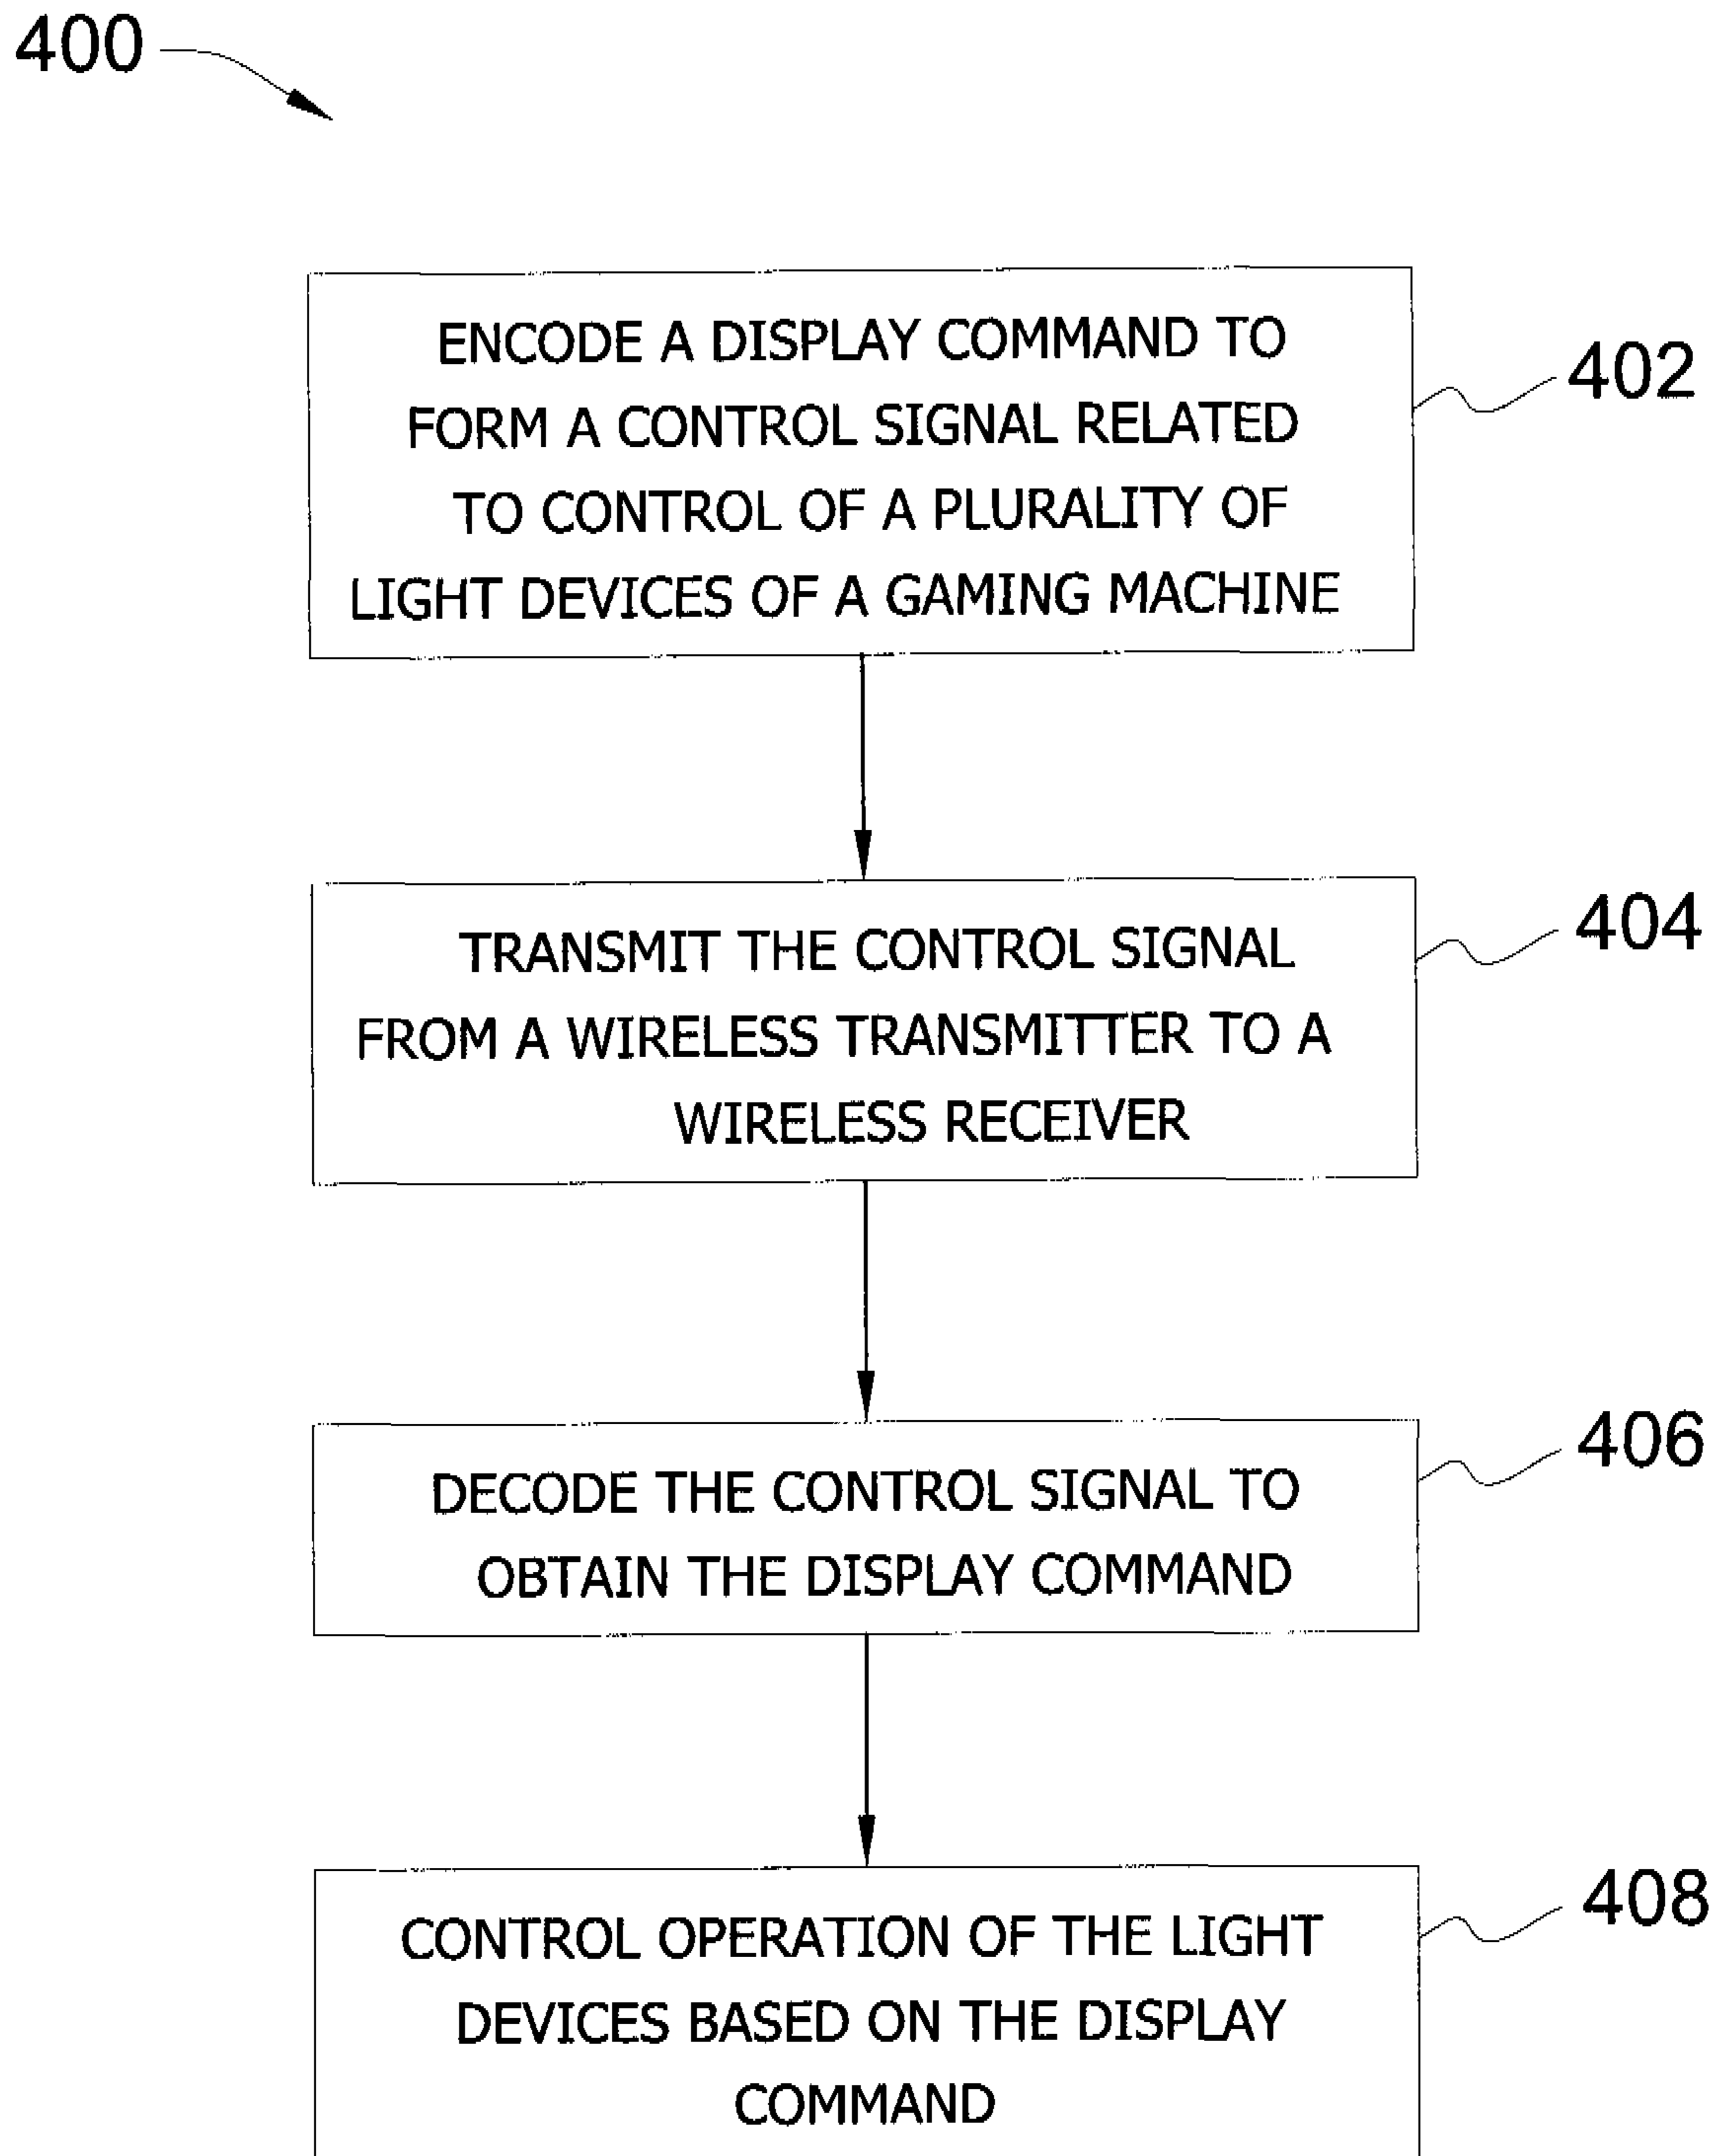 400
ENCODE A DISPLAY COMMAND TO
FORM A CONTROL SIGNAL RELATED
TO CONTROL OF A PLURALITY OF
LIGHT DEVICES OF A GAMING MACHINE
402
TRANSMIT THE CONTROL SIGNAL
FROM A WIRELESS TRANSMITTER TO A
WIRELESS RECEIVER
404
DECODE THE CONTROL SIGNAL TO
OBTAIN THE DISPLAY COMMAND
406
CONTROL OPERATION OF THE LIGHT
DEVICES BASED ON THE DISPLAY
COMMAND
408